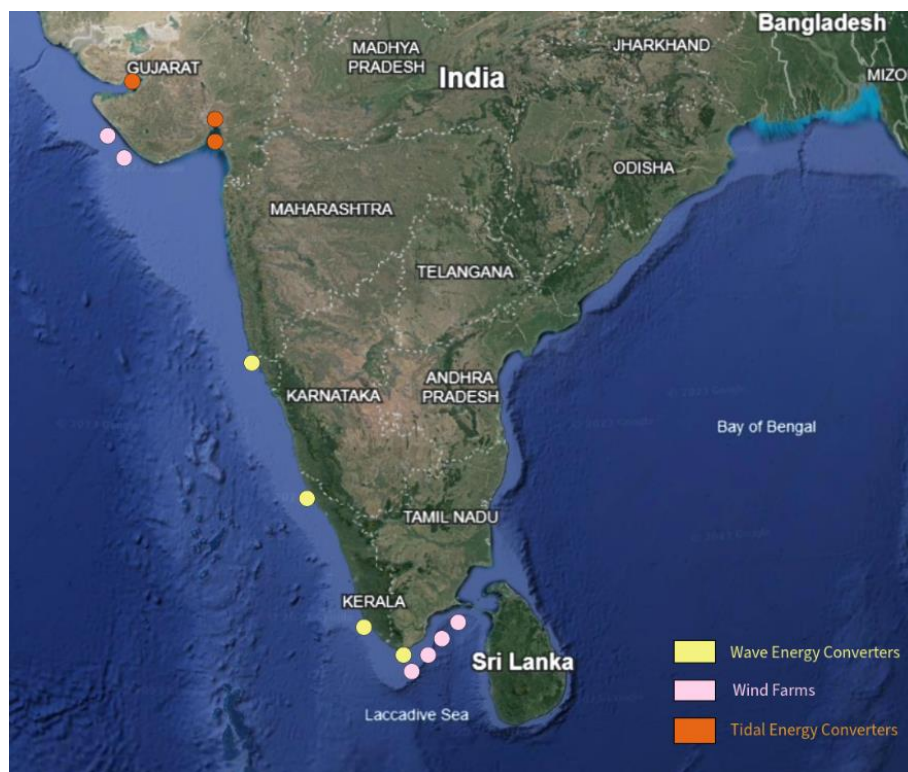 Bangladesh
JHARKHAND
MADHYA
PRADESH
GUJARAT
India
MIZO
ODISHA
MAHARASHTRA
TELANGANA
KARNATAKA
ANDHRA
PRADESH
Bay of Bengal
TAMIL NADU
KERALA
Sri Lanka
Laccadive Sea
Wave Energy Converters
Wind Farms
Tidal Energy Converters